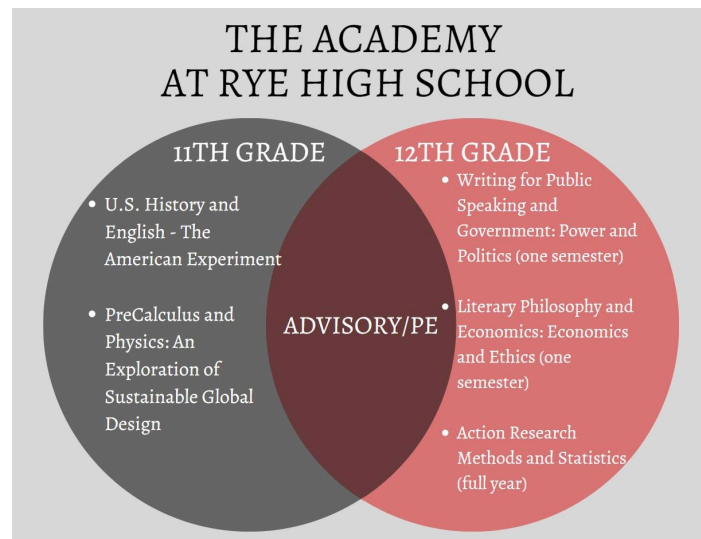 THE ACADEMY
AT RYE HIGH SCHOOL
11TH GRADE
• U.S. History and
English - The
American Experiment
• PreCalculus and
Physics: An
Exploration of
Sustainable Global
Design
ADVISORY/PE
12TH GRADE
• Writing for Public
Speaking and
Government: Power and
Politics (one semester)
• Literary Philosophy and
Economics: Economics
and Ethics (one
semester)
• Action Research
Methods and Statistics
(full year)